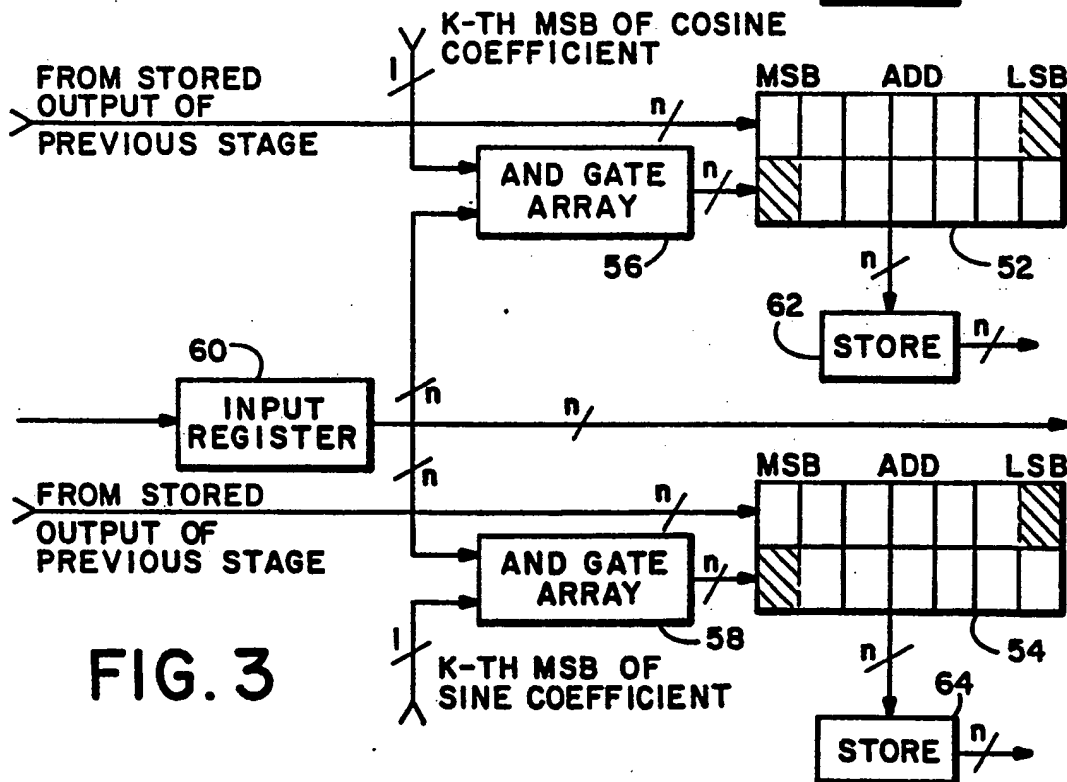 K-TH MSB OF COSINE
COEFFICIENT
1
FROM STORED
OUTPUT OF
PREVIOUS STAGE
n
MSB ADD LSB
AND GATE
ARRAY
n
56
52
n
62
STORE
n
60
INPUT
REGISTER
n
n
n
MSB ADD LSB
FROM STORED
OUTPUT OF
PREVIOUS STAGE
n
AND GATE
ARRAY
n
58
54
1
K-TH MSB OF
SINE COEFFICIENT
n
64
STORE
n
FIG. 3